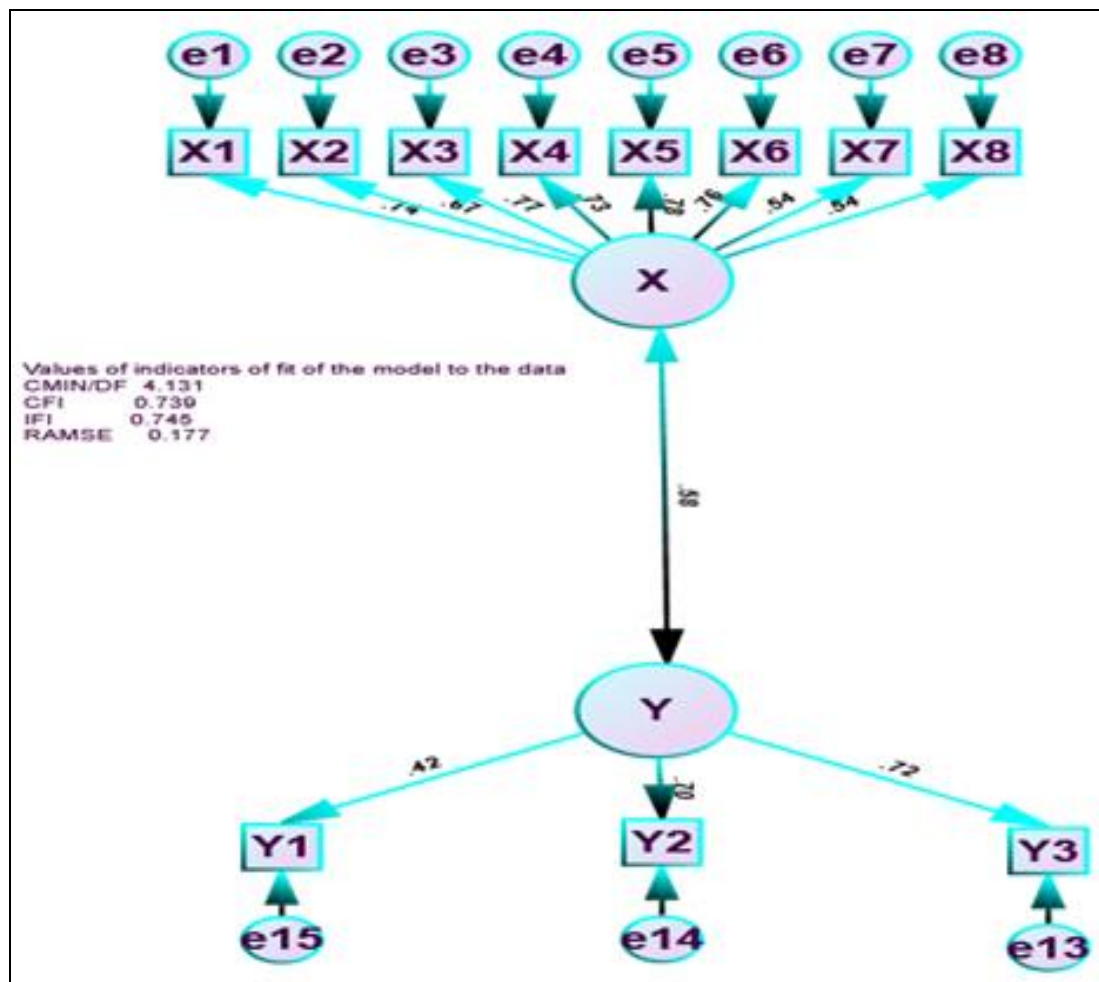 e1 e2 e3 e4 e5 e6 e7 e8
X1 X2 X3 X4 X5 X6 X7 X8
.67 .77 .73 .78 .76 .54 .54
X
Values of indicators of fit of the model to the data
CMIN/DF 4.131
CFI 0.739
IFI 0.745
RAMSE 0.177
.58
Y
.42 .70 .72
Y1 Y2 Y3
e15 e14 e13